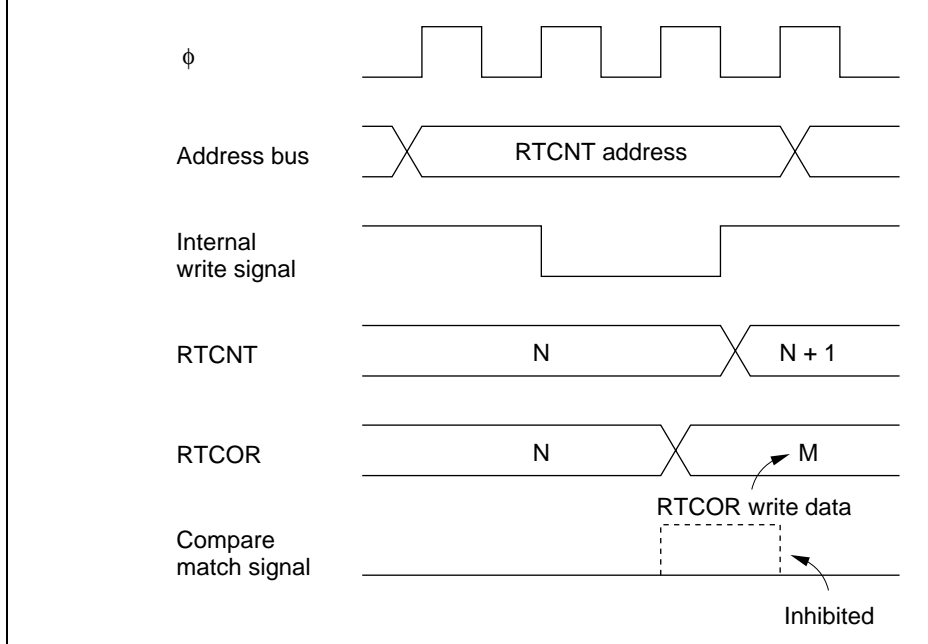 φ
Address bus
RTCNT address
Internal
write signal
RTCNT
N
N + 1
RTCOR
N
M
RTCOR write data
Compare
match signal
Inhibited